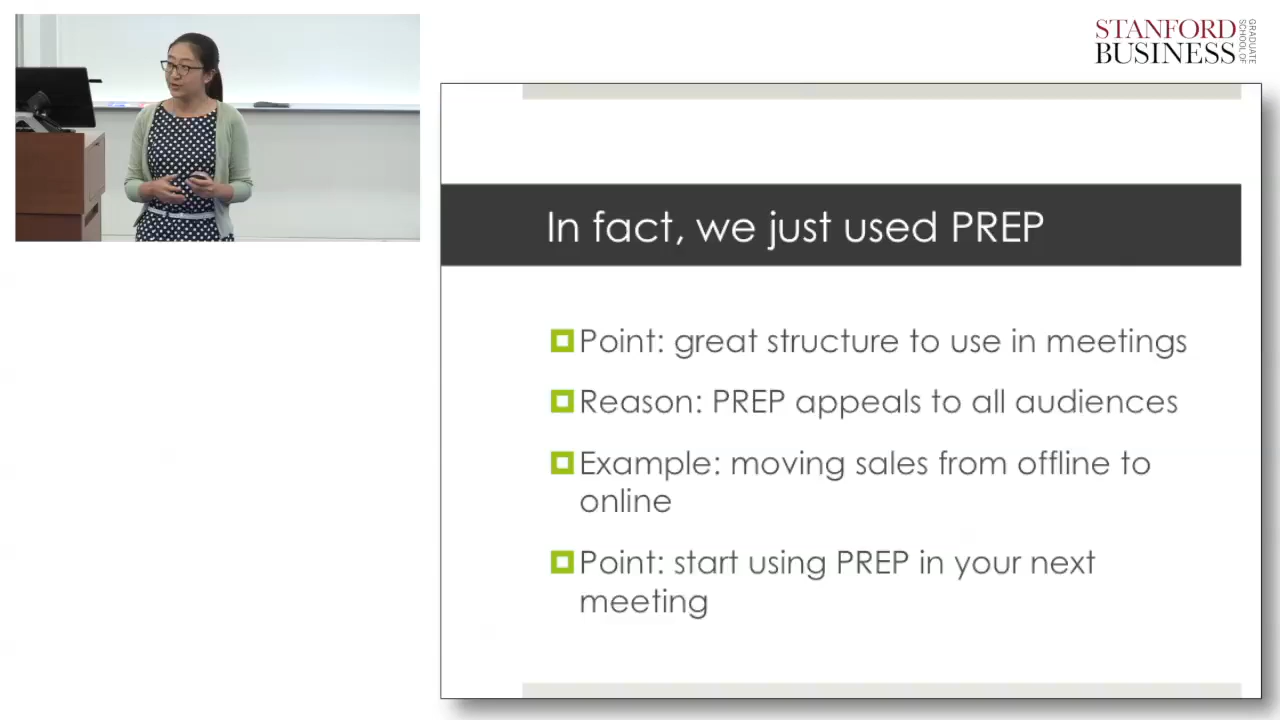 STANFORD
BUSINESS
GRADUATE
SCHOOL OF
In fact, we just used PREP
Point: great structure to use in meetings
Reason: PREP appeals to all audiences
Example: moving sales from offline to
online
Point: start using PREP in your next
meeting